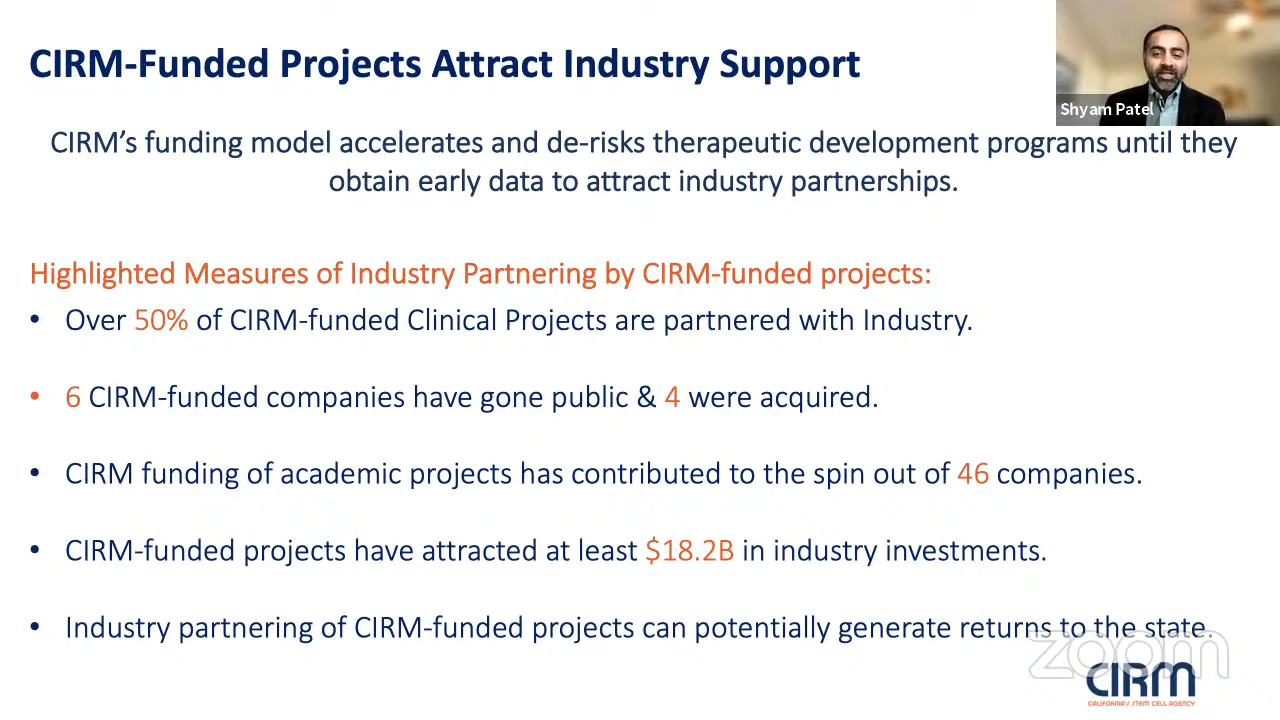 CIRM-Funded Projects Attract Industry Support
Shyam Patel
CIRM’s funding model accelerates and de-risks therapeutic development programs until they
obtain early data to attract industry partnerships.
Highlighted Measures of Industry Partnering by CIRM-funded projects:
• Over 50% of CIRM-funded Clinical Projects are partnered with Industry.
• 6 CIRM-funded companies have gone public & 4 were acquired.
• CIRM funding of academic projects has contributed to the spin out of 46 companies.
• CIRM-funded projects have attracted at least $18.2B in industry investments.
• Industry partnering of CIRM-funded projects can potentially generate returns to the state.
zoom
CIRM
CALIFORNIA'S STEM CELL AGENCY